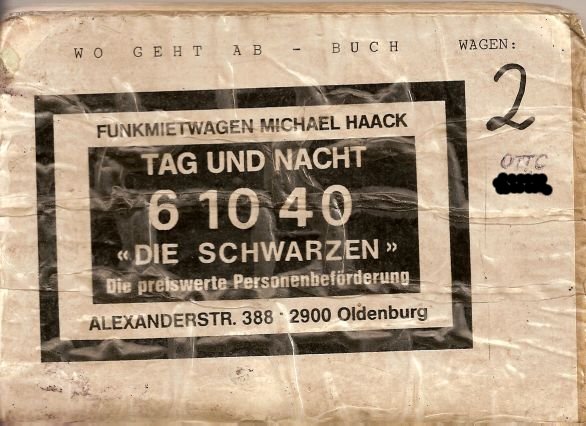 WO GEHT AB - BUCH
WAGEN:
2
OTTO
FUNKMIETWAGEN MICHAEL HAACK
TAG UND NACHT
6 10 40
«DIE SCHWARZEN»
Die preiswerte Personenbeförderung
ALEXANDERSTR. 388 · 2900 Oldenburg